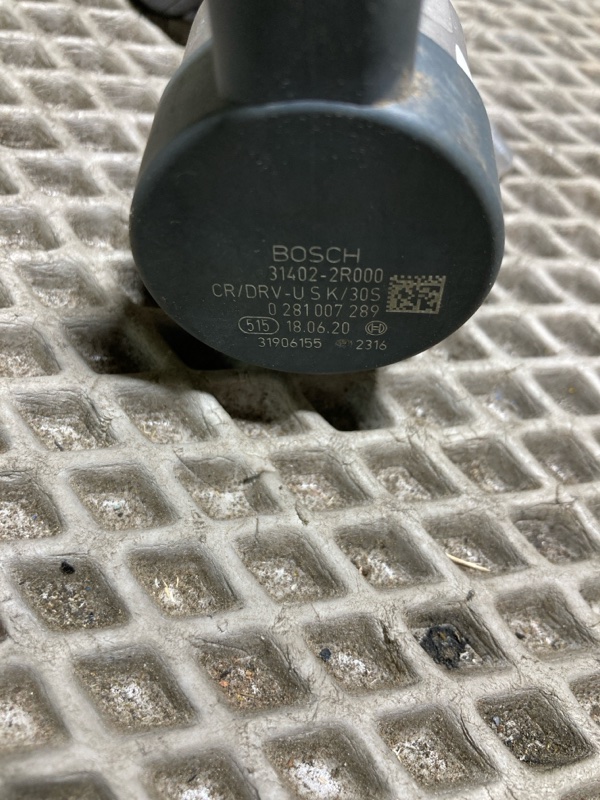 BOSCH
31402-2R000
CR/DRV-U S K/30S
0 281 007 289
515 18.06.20
31906155 2316